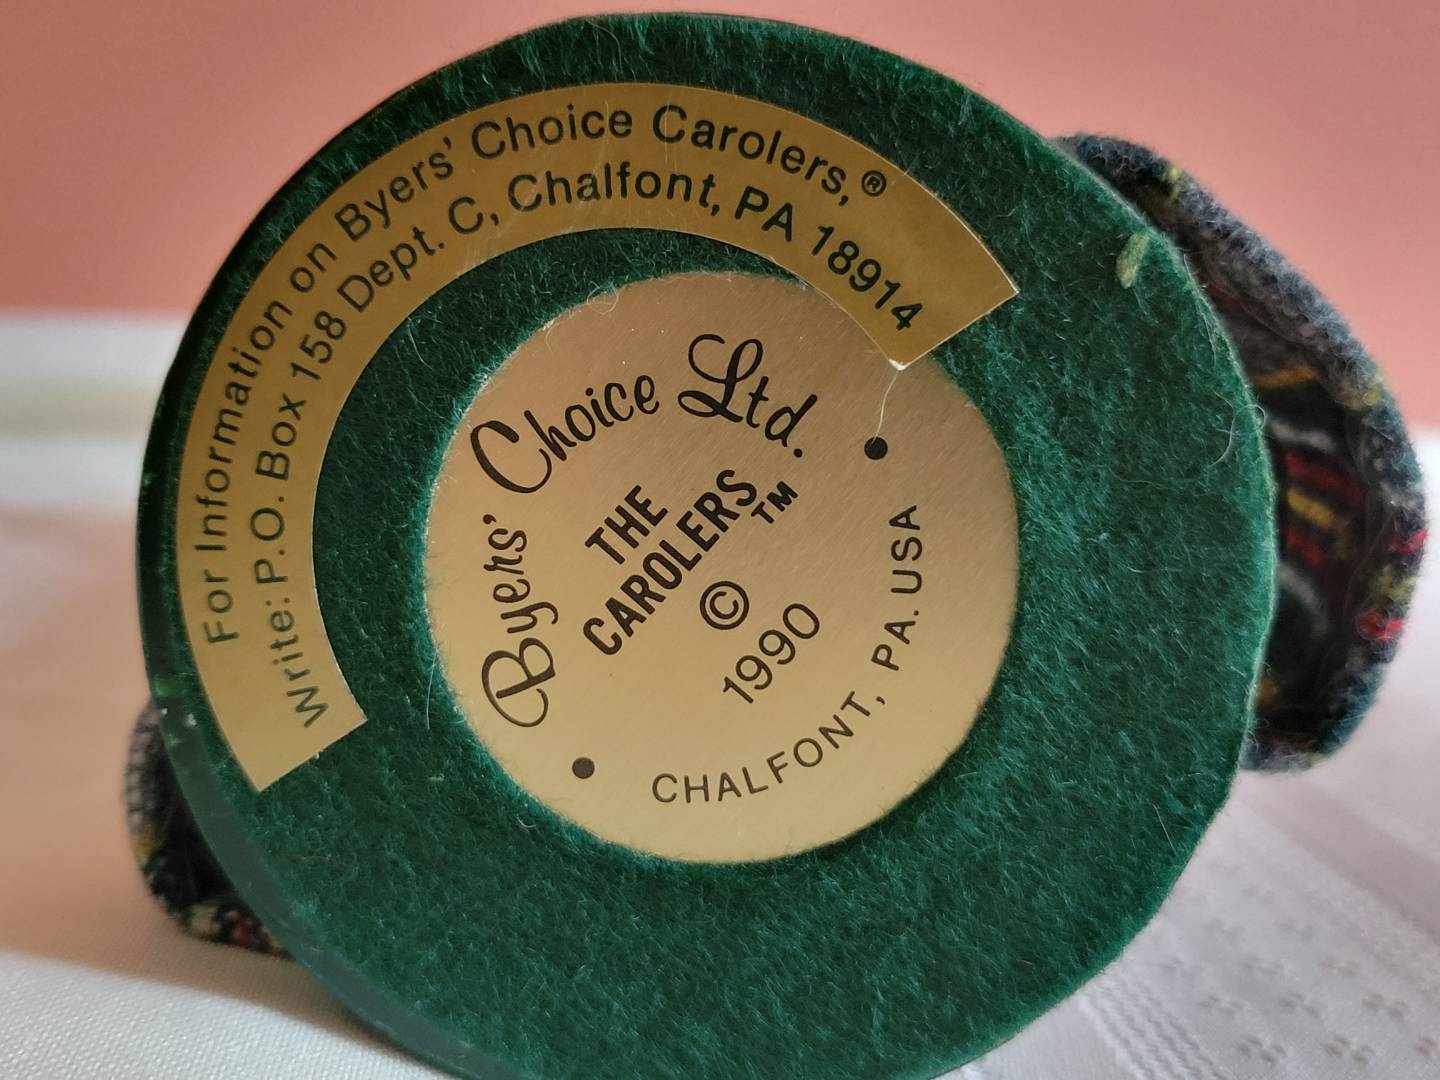 For Information on Byers' Choice Carolers,®
Write: P.O. Box 158 Dept. C, Chalfont, PA 18914
Byers' Choice Ltd.
THE
CAROLERS™
©
1990
CHALFONT, PA. USA